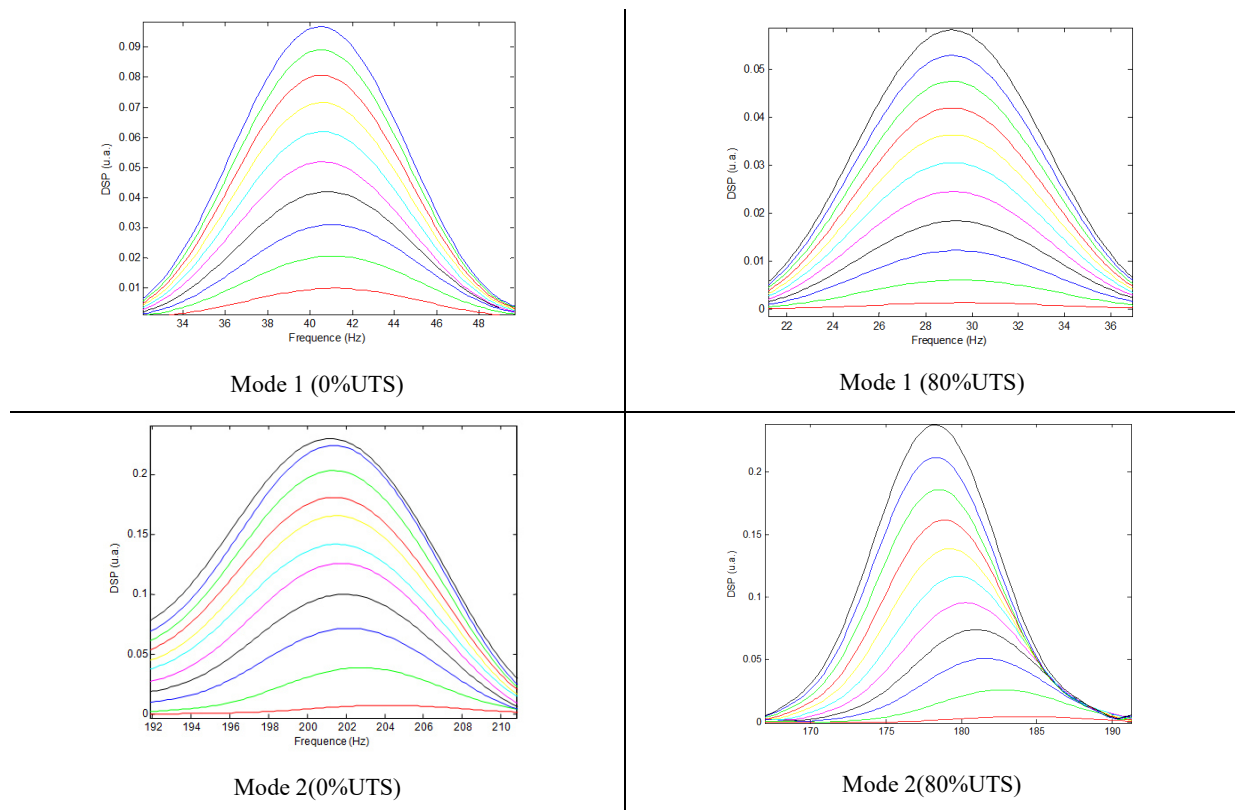 0.09
0.08
0.07
0.06
0.05
0.04
0.03
0.02
0.01
DSP (u.a.)
34 36 38 40 42 44 46 48
Frequence (Hz)
Mode 1 (0%UTS)
0.05
0.04
0.03
0.02
0.01
0
DSP (u.a.)
22 24 26 28 30 32 34 36
Frequence (Hz)
Mode 1 (80%UTS)
0.2
0.15
0.1
0.05
0
DSP (u.a.)
192 194 196 198 200 202 204 206 208 210
Frequence (Hz)
Mode 2(0%UTS)
0.2
0.15
0.1
0.05
0
DSP (u.a.)
170 175 180 185 190
Mode 2(80%UTS)